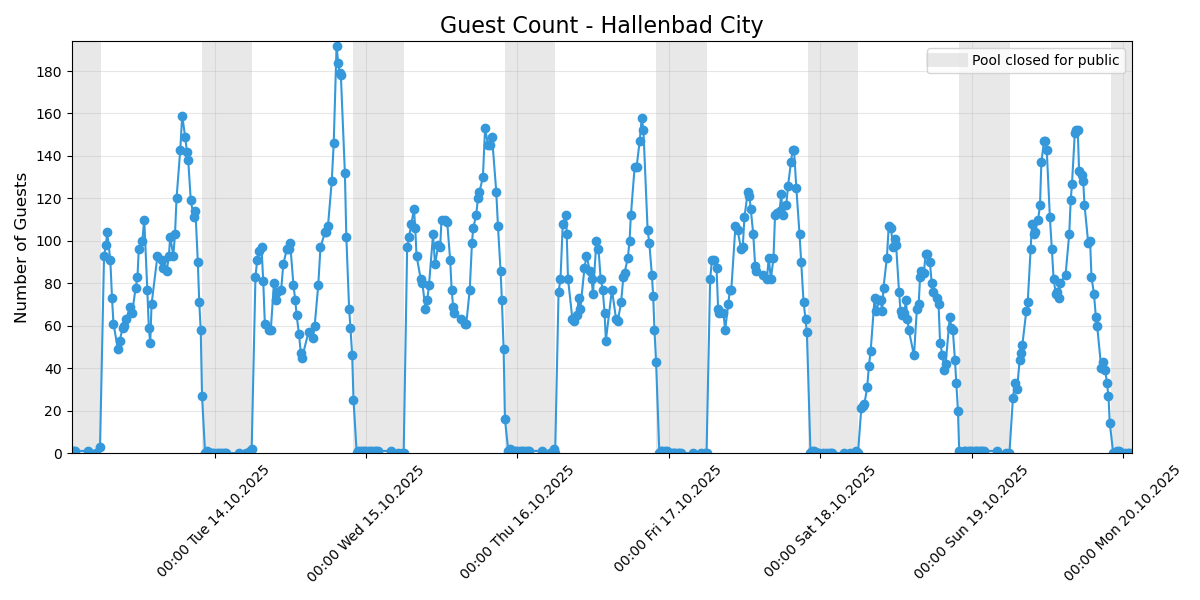 Guest Count - Hallenbad City
Pool closed for public
Number of Guests
180
160
140
120
100
80
60
40
20
0
00:00 Tue 14.10.2025
00:00 Wed 15.10.2025
00:00 Thu 16.10.2025
00:00 Fri 17.10.2025
00:00 Sat 18.10.2025
00:00 Sun 19.10.2025
00:00 Mon 20.10.2025